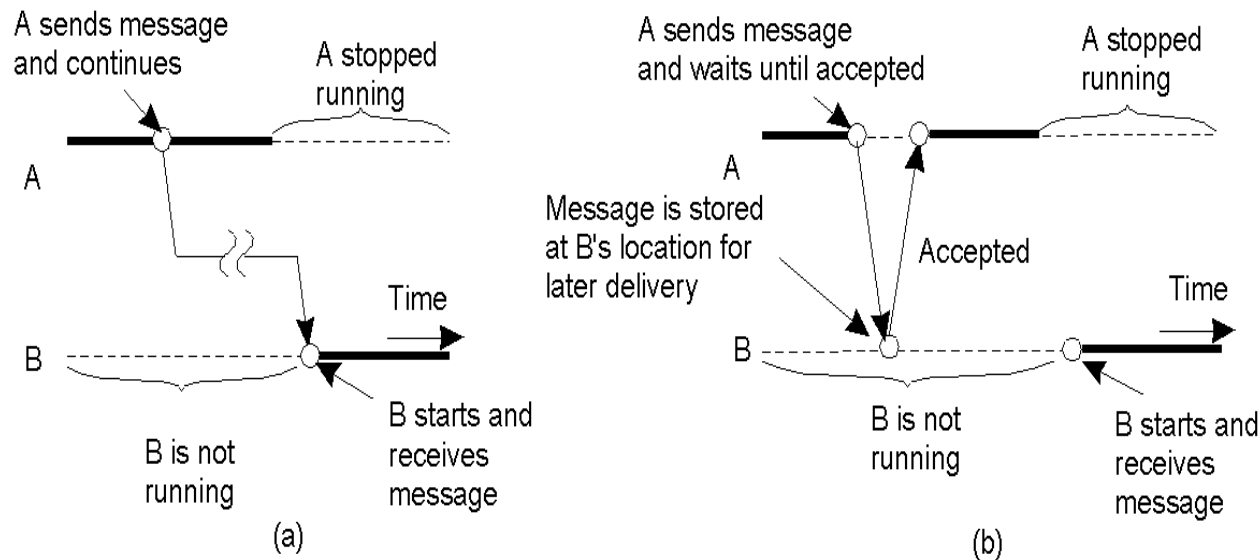 A sends message
and continues
A stopped
running
A
Time
B
B is not
running
B starts and
receives
message
(a)
A sends message
and waits until accepted
A stopped
running
A
Message is stored
at B's location for
later delivery
Accepted
Time
B
B is not
running
B starts and
receives
message
(b)